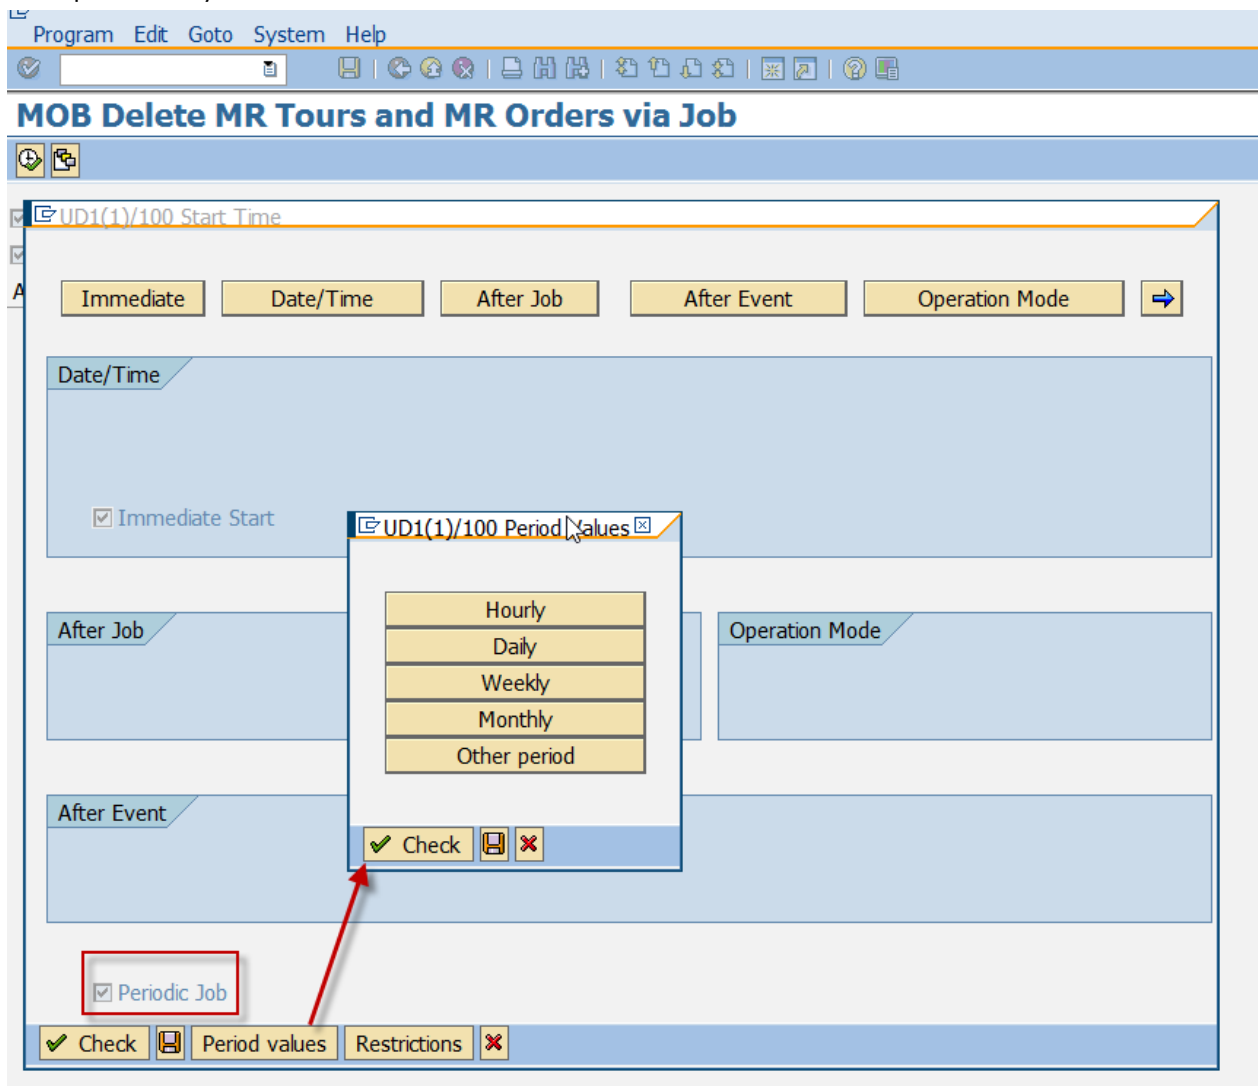 Program Edit Goto System Help
MOB Delete MR Tours and MR Orders via Job
UD1(1)/100 Start Time
Immediate Date/Time After Job After Event Operation Mode
Date/Time
Immediate Start
UD1(1)/100 Period Values
Hourly
Daily
Weekly
Monthly
Other period
Check
After Job
Operation Mode
After Event
Periodic Job
Check Period values Restrictions